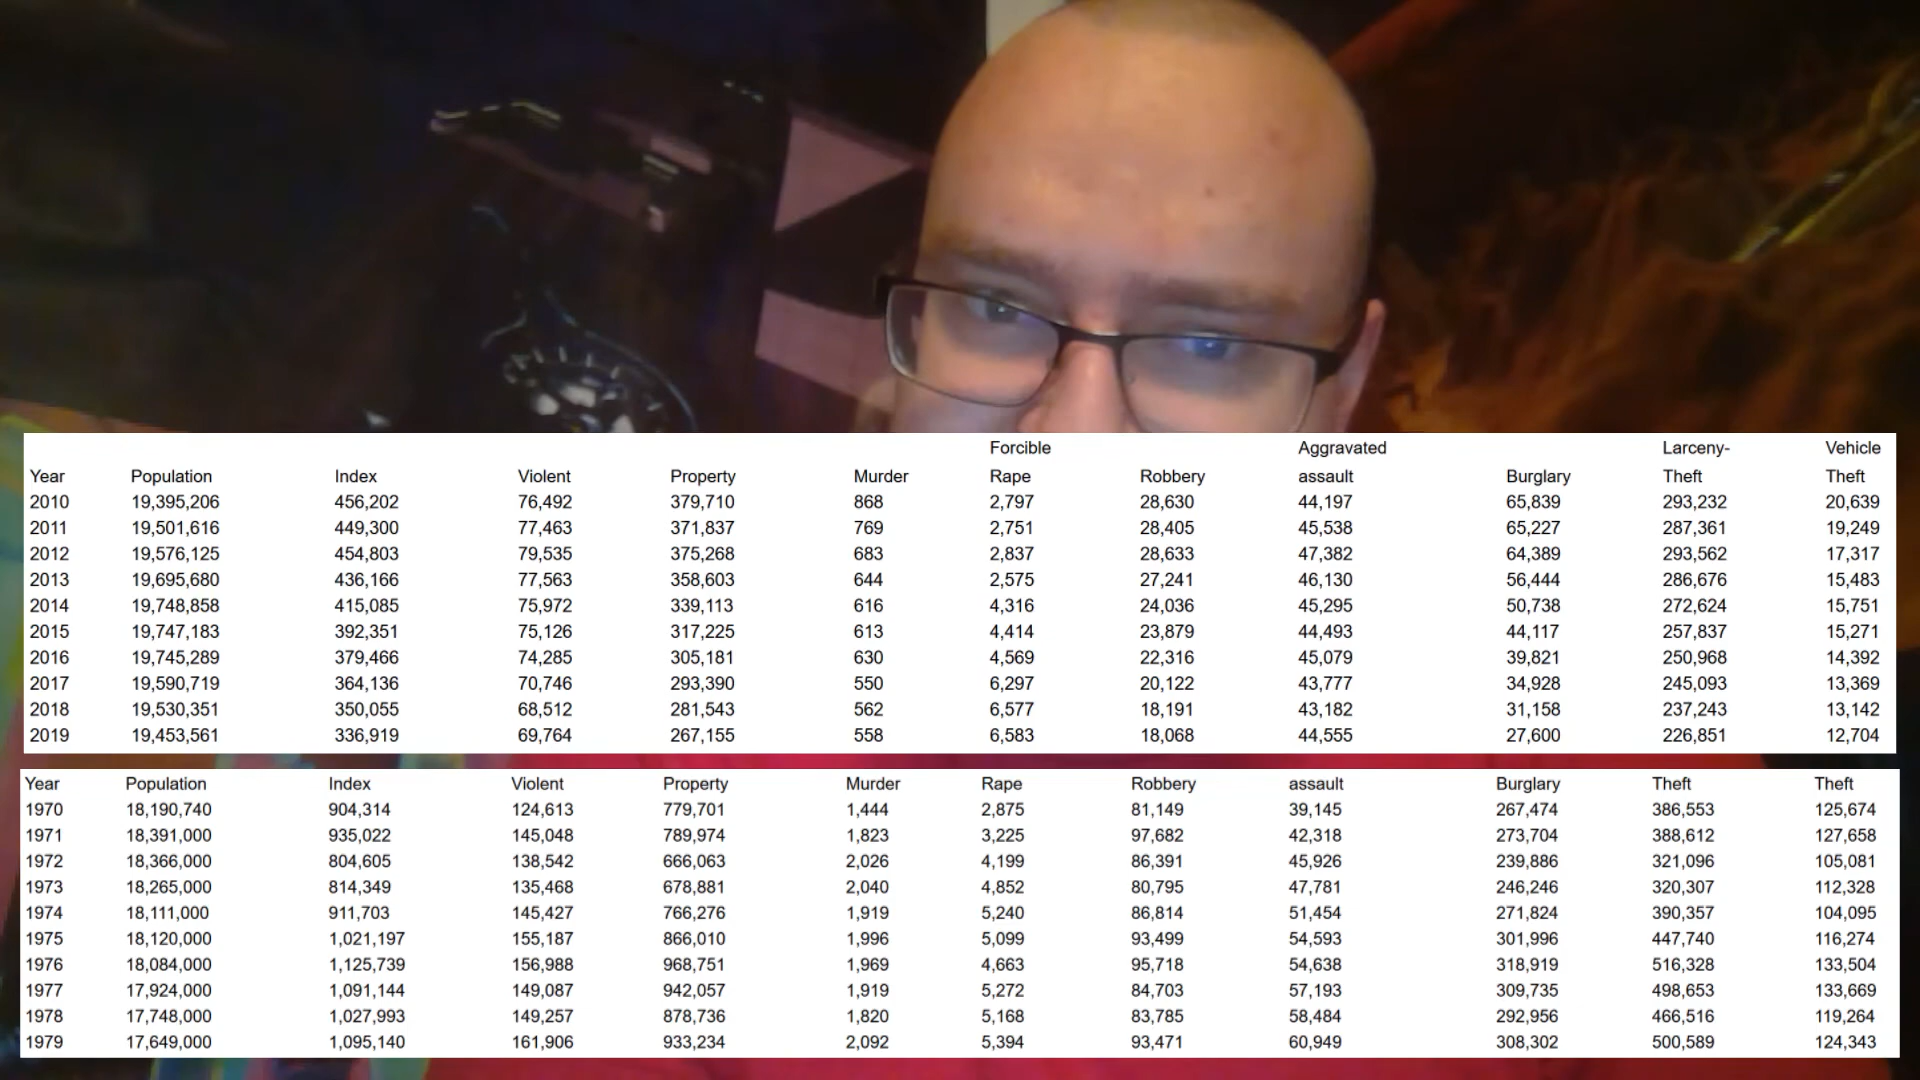 Forcible Aggravated Larceny- Vehicle
Year Population Index Violent Property Murder Rape Robbery assault Burglary Theft Theft
2010 19,395,206 456,202 76,492 379,710 868 2,797 28,630 44,197 65,839 293,232 20,639
2011 19,501,616 449,300 77,463 371,837 769 2,751 28,405 45,538 65,227 287,361 19,249
2012 19,576,125 454,803 79,535 375,268 683 2,837 28,633 47,382 64,389 293,562 17,317
2013 19,695,680 436,166 77,563 358,603 644 2,575 27,241 46,130 56,444 286,676 15,483
2014 19,748,858 415,085 75,972 339,113 616 4,316 24,036 45,295 50,738 272,624 15,751
2015 19,747,183 392,351 75,126 317,225 613 4,414 23,879 44,493 44,117 257,837 15,271
2016 19,745,289 379,466 74,285 305,181 630 4,569 22,316 45,079 39,821 250,968 14,392
2017 19,590,719 364,136 70,746 293,390 550 6,297 20,122 43,777 34,928 245,093 13,369
2018 19,530,351 350,055 68,512 281,543 562 6,577 18,191 43,182 31,158 237,243 13,142
2019 19,453,561 336,919 69,764 267,155 558 6,583 18,068 44,555 27,600 226,851 12,704
Year Population Index Violent Property Murder Rape Robbery assault Burglary Theft Theft
1970 18,190,740 904,314 124,613 779,701 1,444 2,875 81,149 39,145 267,474 386,553 125,674
1971 18,391,000 935,022 145,048 789,974 1,823 3,225 97,682 42,318 273,704 388,612 127,658
1972 18,366,000 804,605 138,542 666,063 2,026 4,199 86,391 45,926 239,886 321,096 105,081
1973 18,265,000 814,349 135,468 678,881 2,040 4,852 80,795 47,781 246,246 320,307 112,328
1974 18,111,000 911,703 145,427 766,276 1,919 5,240 86,814 51,454 271,824 390,357 104,095
1975 18,120,000 1,021,197 155,187 866,010 1,996 5,099 93,499 54,593 301,996 447,740 116,274
1976 18,084,000 1,125,739 156,988 968,751 1,969 4,663 95,718 54,638 318,919 516,328 133,504
1977 17,924,000 1,091,144 149,087 942,057 1,919 5,272 84,703 57,193 309,735 498,653 133,669
1978 17,748,000 1,027,993 149,257 878,736 1,820 5,168 83,785 58,484 292,956 466,516 119,264
1979 17,649,000 1,095,140 161,906 933,234 2,092 5,394 93,471 60,949 308,302 500,589 124,343